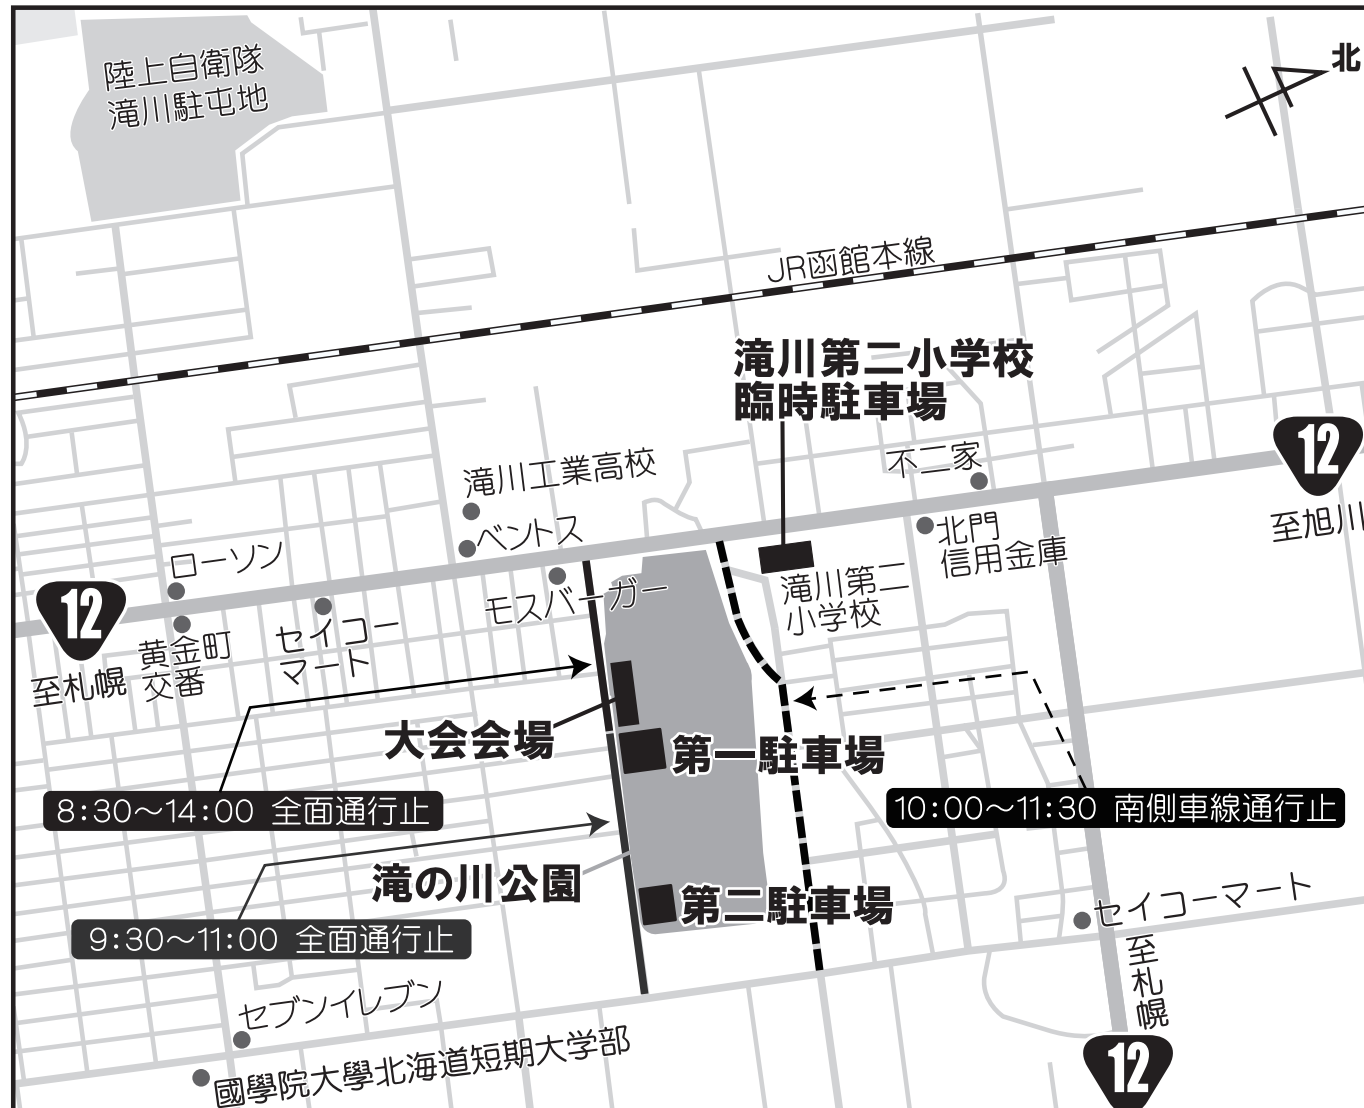 陸上自衛隊
滝川駐屯地
北
JR函館本線
滝川第二小学校
臨時駐車場
不二家
12
至旭川
滝川工業高校
ベントス
北門
信用金庫
ローソン
モスバーガー
滝川第二
小学校
12
至札幌
黄金町
交番
セイコー
マート
大会会場
第一駐車場
8:30〜14:00 全面通行止
10:00〜11:30 南側車線通行止
滝の川公園
第二駐車場
9:30〜11:00 全面通行止
セイコーマート
至札幌
12
セブンイレブン
國學院大學北海道短期大学部